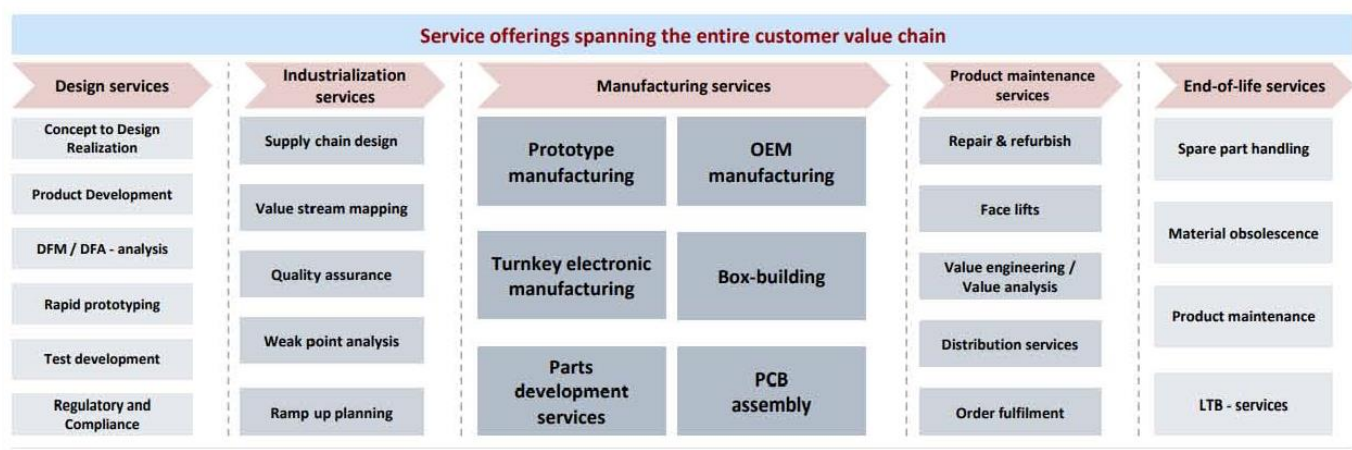 Service offerings spanning the entire customer value chain
Design services
Concept to Design
Realization
Product Development
DFM / DFA - analysis
Rapid prototyping
Test development
Regulatory and
Compliance
Industrialization
services
Supply chain design
Value stream mapping
Quality assurance
Weak point analysis
Ramp up planning
Manufacturing services
Prototype
manufacturing
OEM
manufacturing
Turnkey electronic
manufacturing
Box-building
Parts
development
services
PCB
assembly
Product maintenance
services
Repair & refurbish
Face lifts
Value engineering /
Value analysis
Distribution services
Order fulfilment
End-of-life services
Spare part handling
Material obsolescence
Product maintenance
LTB - services